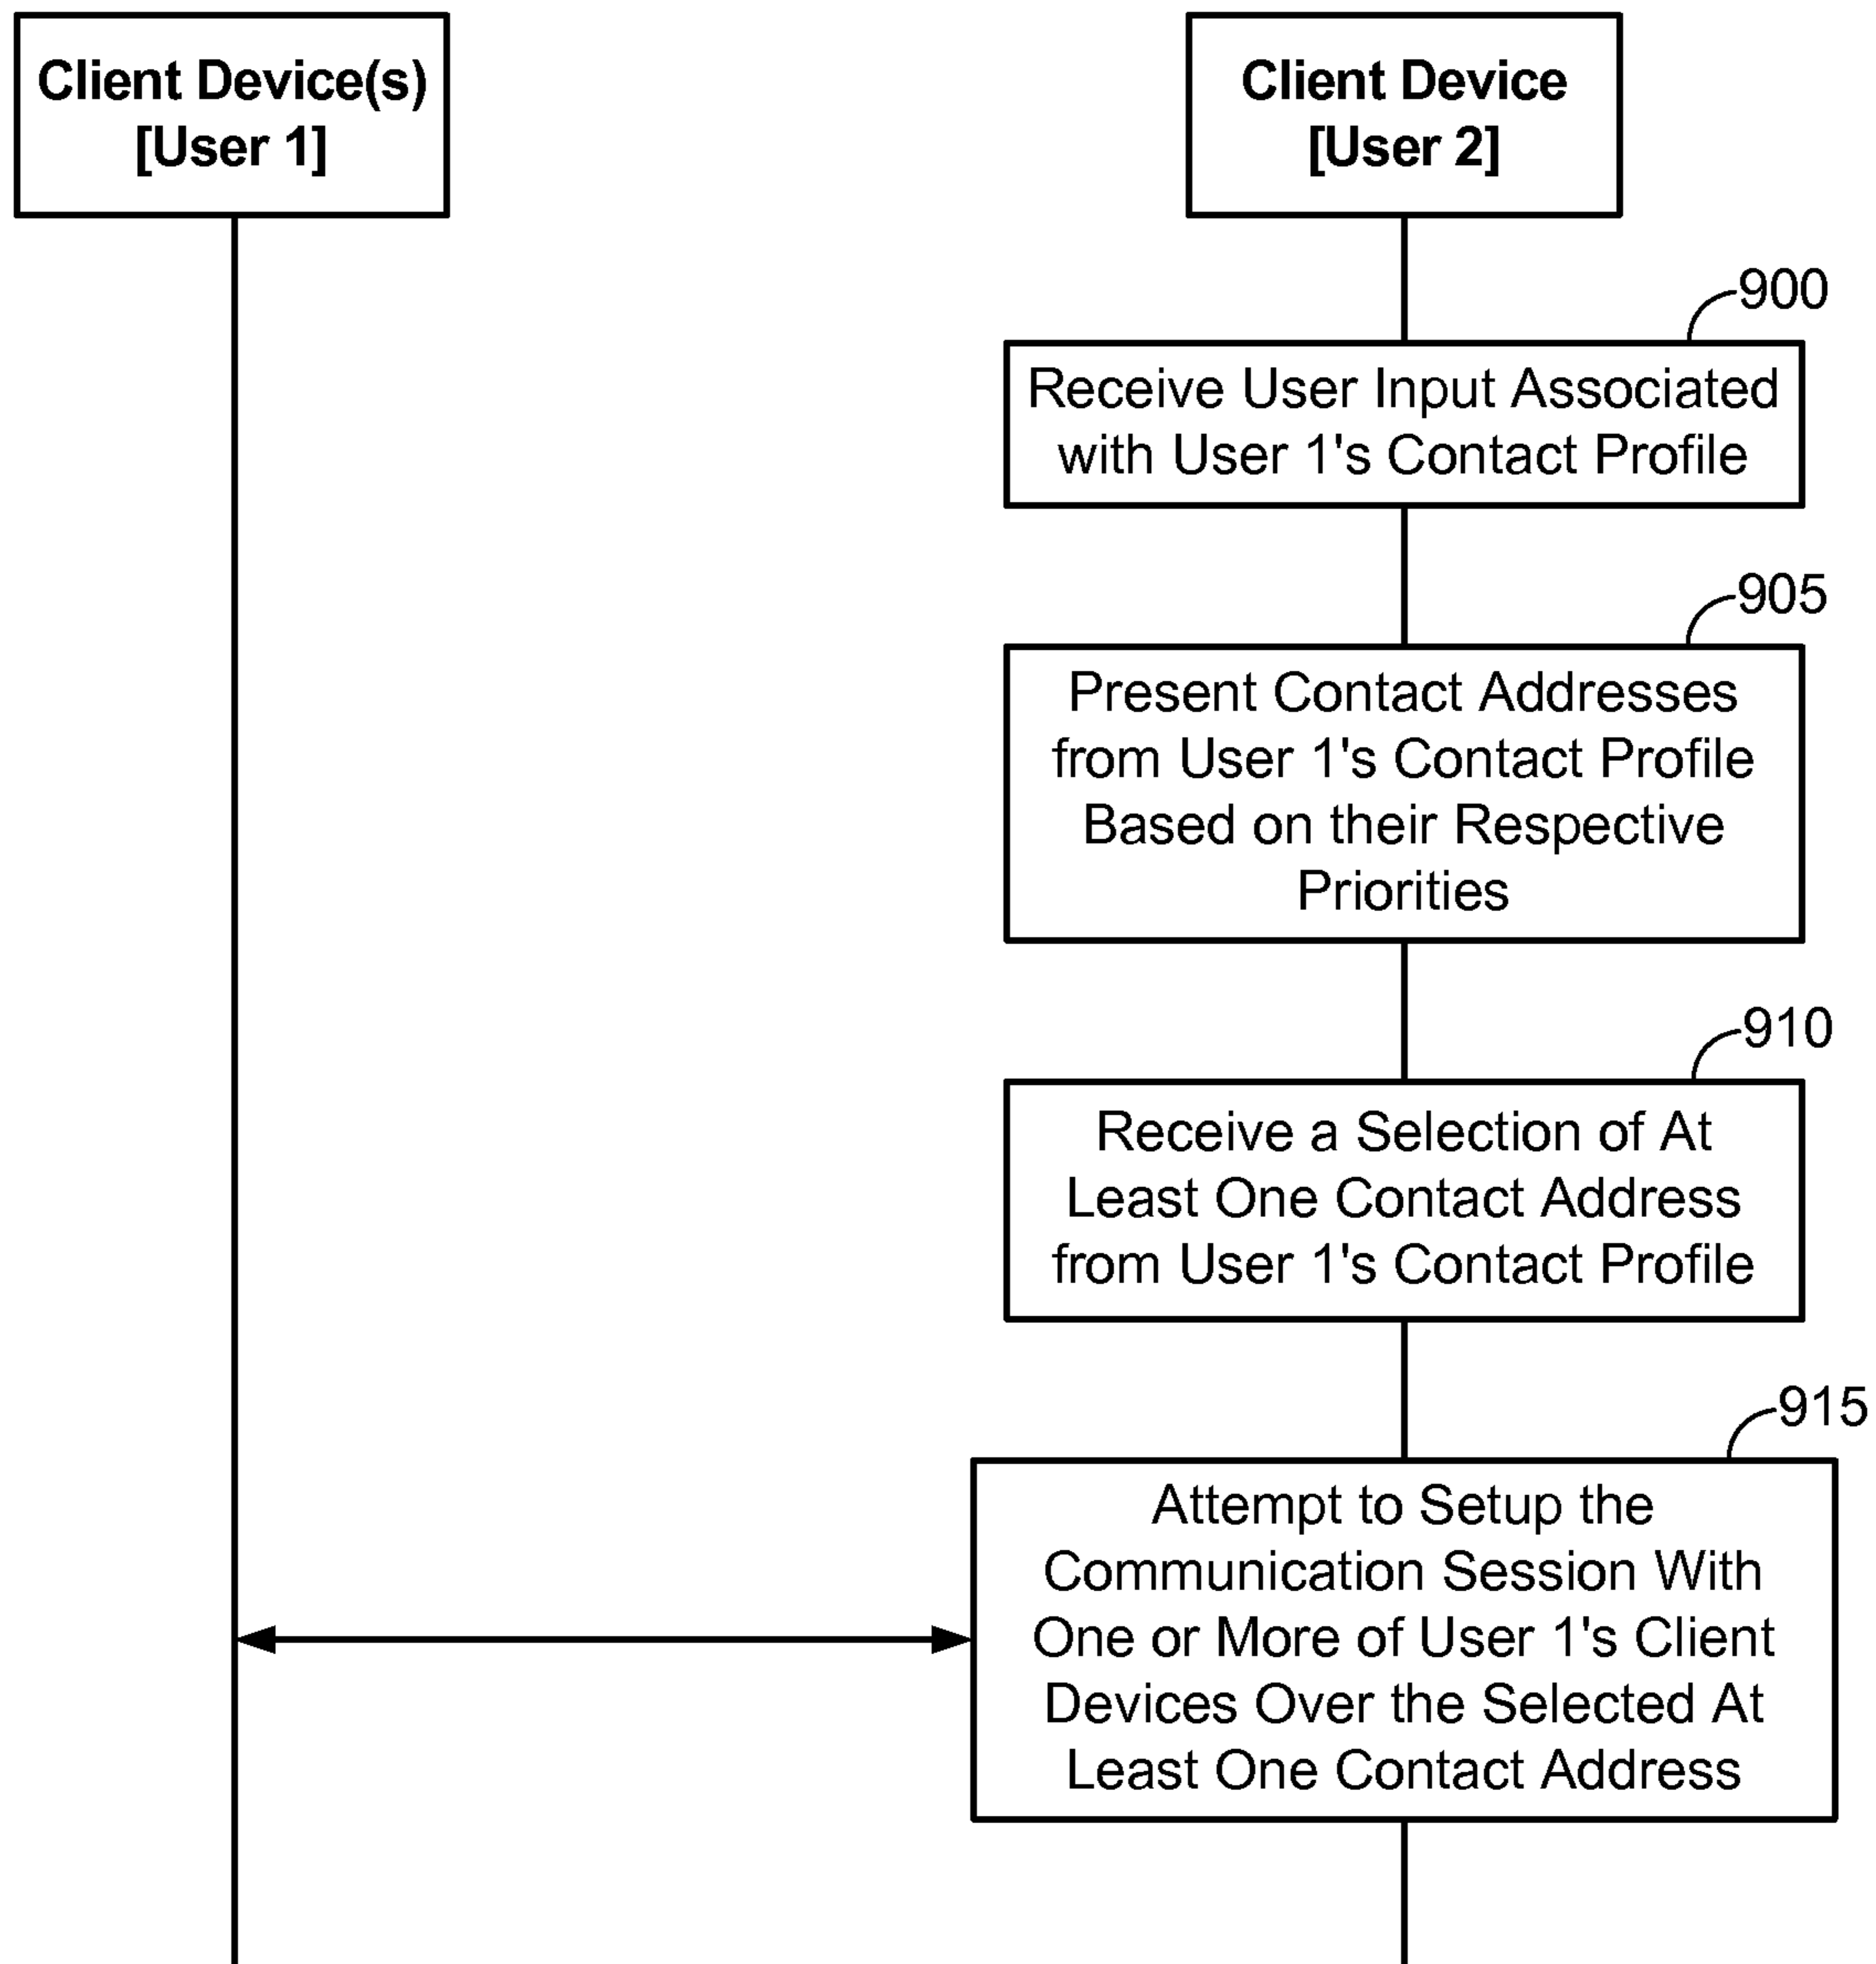 Client Device(s)
[User 1]
Client Device
[User 2]
900
Receive User Input Associated
with User 1's Contact Profile
905
Present Contact Addresses
from User 1's Contact Profile
Based on their Respective
Priorities
910
Receive a Selection of At
Least One Contact Address
from User 1's Contact Profile
915
Attempt to Setup the
Communication Session With
One or More of User 1's Client
Devices Over the Selected At
Least One Contact Address